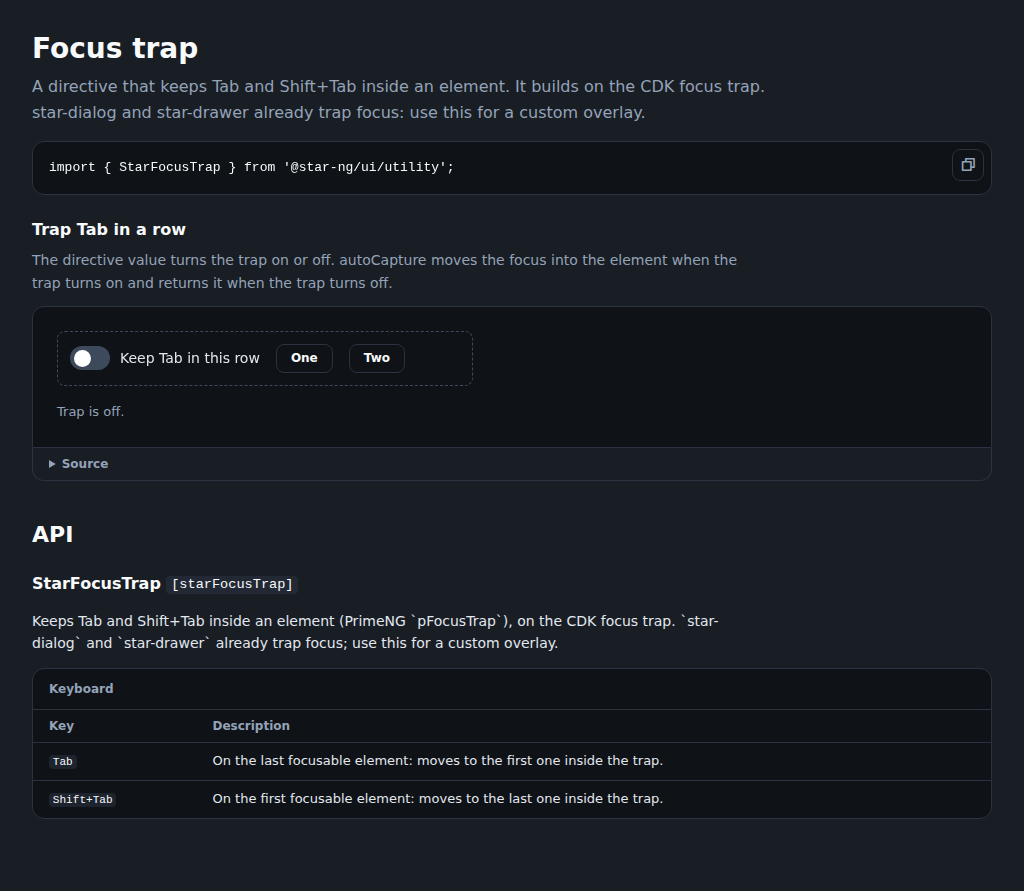 Focus trap
A directive that keeps Tab and Shift+Tab inside an element. It builds on the CDK focus trap.
star-dialog and star-drawer already trap focus: use this for a custom overlay.
import { StarFocusTrap } from '@star-ng/ui/utility';
Trap Tab in a row
The directive value turns the trap on or off. autoCapture moves the focus into the element when the
trap turns on and returns it when the trap turns off.
Keep Tab in this row One Two
Trap is off.
Source
API
StarFocusTrap [starFocusTrap]
Keeps Tab and Shift+Tab inside an element (PrimeNG `pFocusTrap`), on the CDK focus trap. `star-
dialog` and `star-drawer` already trap focus; use this for a custom overlay.
Keyboard
Key Description
Tab On the last focusable element: moves to the first one inside the trap.
Shift+Tab On the first focusable element: moves to the last one inside the trap.